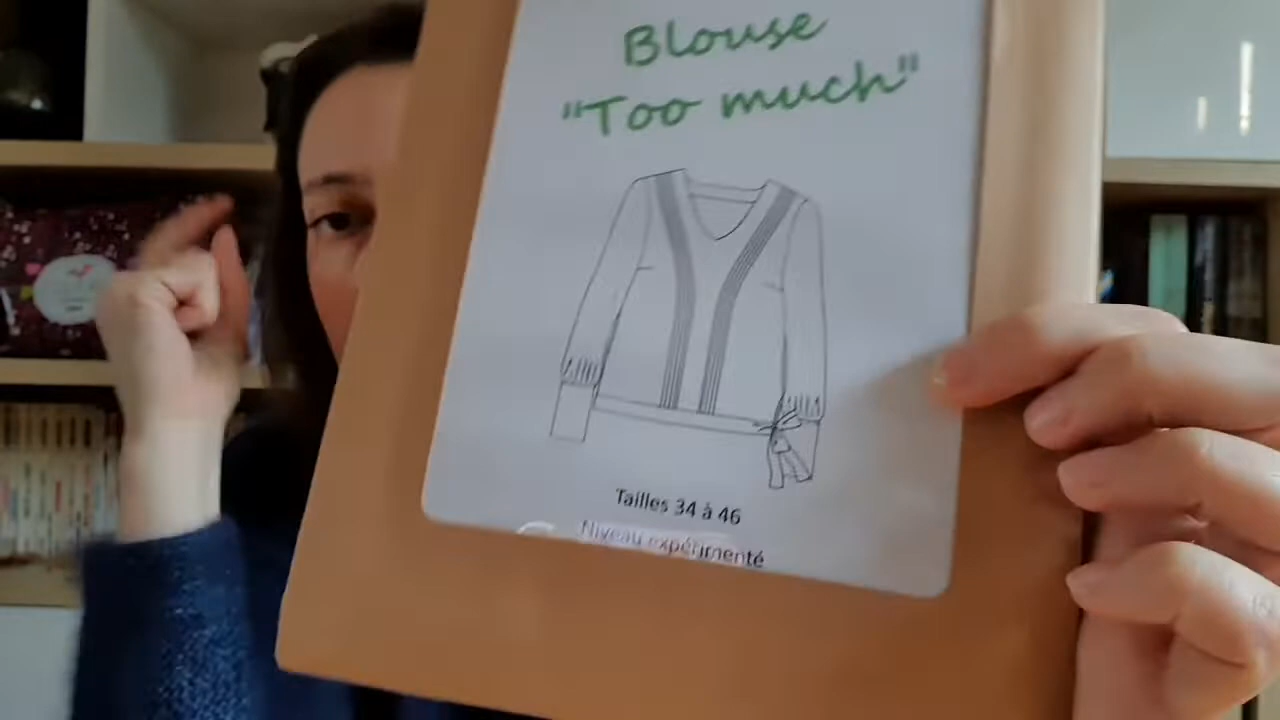 Blouse
"Too much"
Tailles 34 à 46
Niveau expérimenté